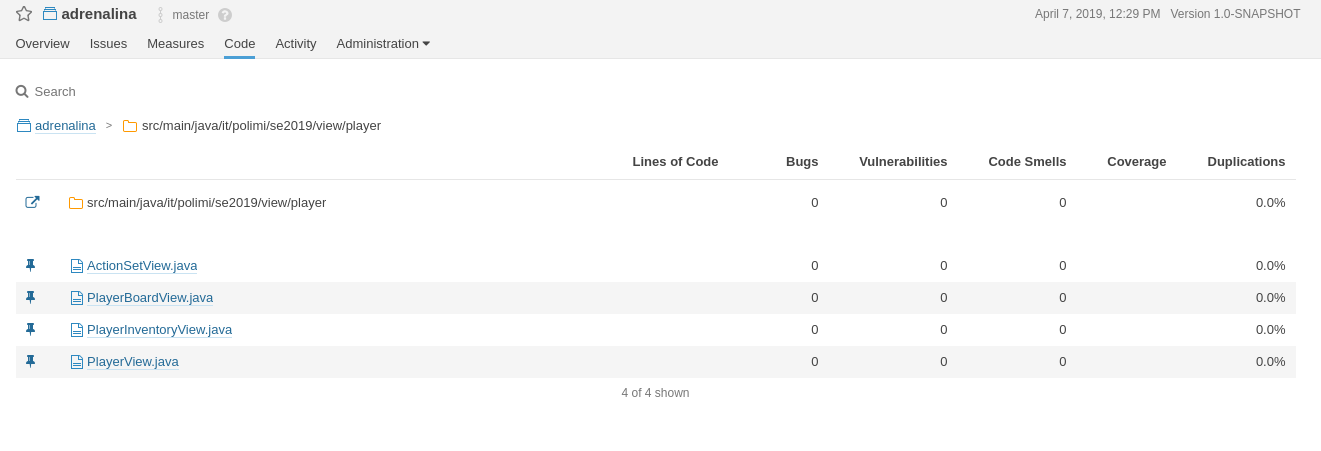 adrenalina master ? April 7, 2019, 12:29 PM Version 1.0-SNAPSHOT
Overview Issues Measures Code Activity Administration
Search
adrenalina > src/main/java/it/polimi/se2019/view/player
Lines of Code Bugs Vulnerabilities Code Smells Coverage Duplications
src/main/java/it/polimi/se2019/view/player 0 0 0 0.0%
ActionSetView.java 0 0 0 0.0%
PlayerBoardView.java 0 0 0 0.0%
PlayerInventoryView.java 0 0 0 0.0%
PlayerView.java 0 0 0 0.0%
4 of 4 shown